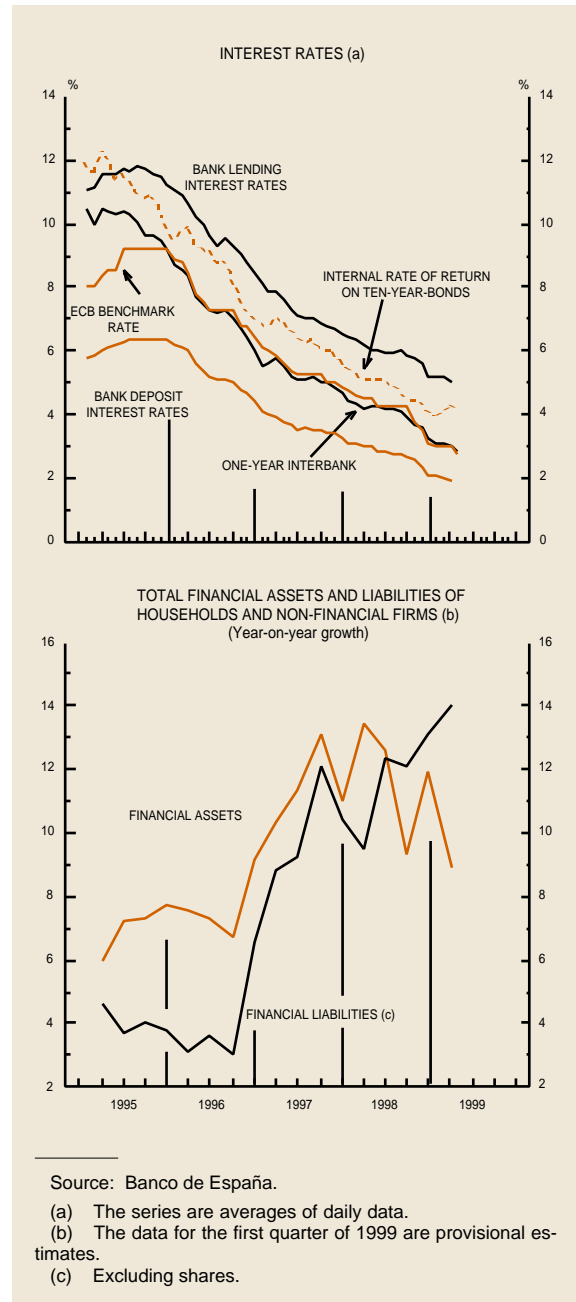 INTEREST RATES (a)
% %
14 14
12 12
BANK LENDING
INTEREST RATES
10 10
INTERNAL RATE OF RETURN
ON TEN-YEAR-BONDS
8 8
ECB BENCHMARK
RATE
6 6
BANK DEPOSIT
INTEREST RATES
4 4
ONE-YEAR INTERBANK
2 2
0 0
TOTAL FINANCIAL ASSETS AND LIABILITIES OF
HOUSEHOLDS AND NON-FINANCIAL FIRMS (b)
(Year-on-year growth)
16 16
14 14
12 12
FINANCIAL ASSETS
10 10
8 8
6 6
FINANCIAL LIABILITIES (c)
4 4
2 2
1995 1996 1997 1998 1999
Source: Banco de España.
(a) The series are averages of daily data.
(b) The data for the first quarter of 1999 are provisional es-
timates.
(c) Excluding shares.